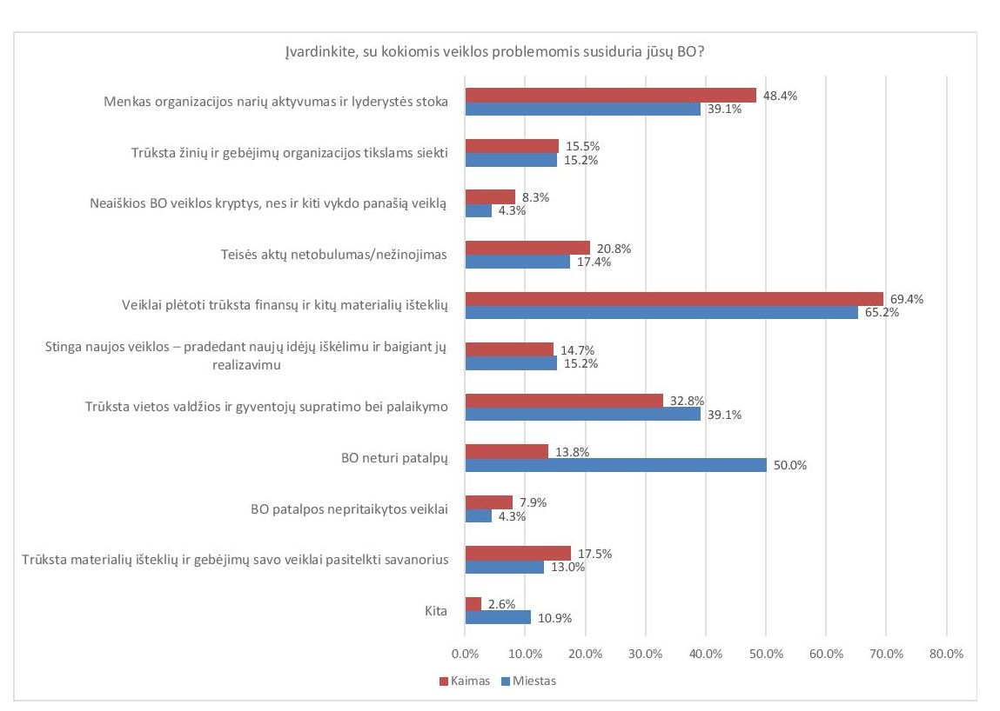 Įvardinkite, su kokiomis veiklos problemomis susiduria jūsų BO?
Menkas organizacijos narių aktyvumas ir lyderystės stoka
48.4%
39.1%
Trūksta žinių ir gebėjimų organizacijos tikslams siekti
15.5%
15.2%
Neaiškios BO veiklos kryptys, nes ir kiti vykdo panašią veiklą
8.3%
4.3%
Teisės aktų netobulumas/nežinojimas
20.8%
17.4%
Veiklai plėtoti trūksta finansų ir kitų materialių išteklių
69.4%
65.2%
Stinga naujos veiklos – pradedant naujų idėjų iškėlimu ir baigiant jų
realizavimu
14.7%
15.2%
Trūksta vietos valdžios ir gyventojų supratimo bei palaikymo
32.8%
39.1%
BO neturi patalpų
13.8%
50.0%
BO patalpos nepritaikytos veiklai
7.9%
4.3%
Trūksta materialių išteklių ir gebėjimų savo veiklai pasitelkti savanorius
17.5%
13.0%
Kita
2.6%
10.9%
0.0% 10.0% 20.0% 30.0% 40.0% 50.0% 60.0% 70.0% 80.0%
Kaimas Miestas